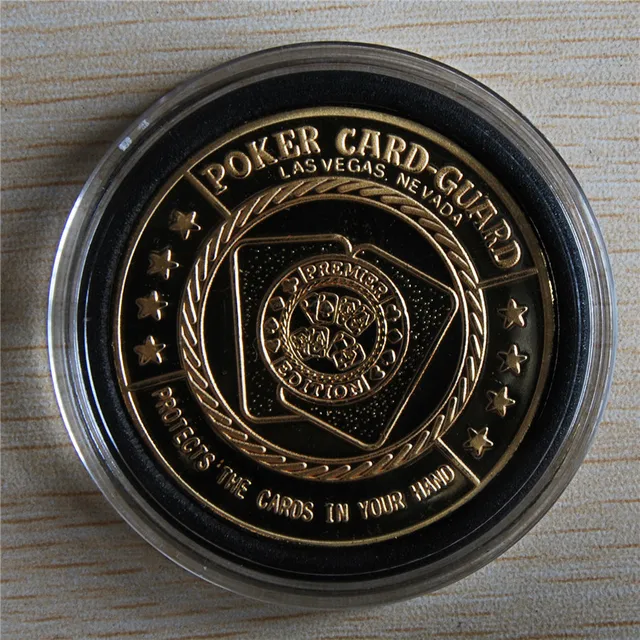 POKER CARD-GUARD
LAS VEGAS, NEVADA
PREMIER
EDITION
PROTECTS THE CARDS IN YOUR HAND